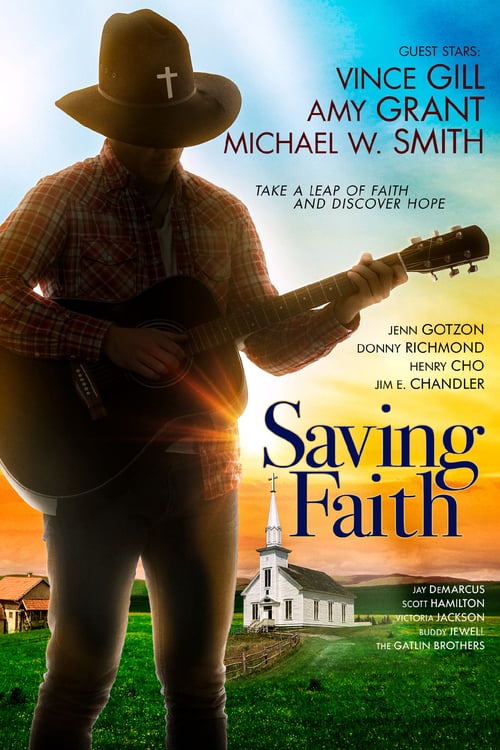 GUEST STARS:
VINCE GILL
AMY GRANT
MICHAEL W. SMITH
TAKE A LEAP OF FAITH
AND DISCOVER HOPE
JENN GOTZON
DONNY RICHMOND
HENRY CHO
JIM E. CHANDLER
Saving
Faith
JAY DeMARCUS
SCOTT HAMILTON
VICTORIA JACKSON
BUDDY JEWELL
THE GATLIN BROTHERS